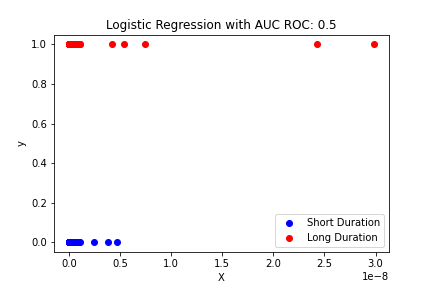 Logistic Regression with AUC ROC: 0.5
1.0
0.8
0.6
0.4
0.2
0.0
y
Short Duration
Long Duration
0.0 0.5 1.0 1.5 2.0 2.5 3.0
1e−8
X